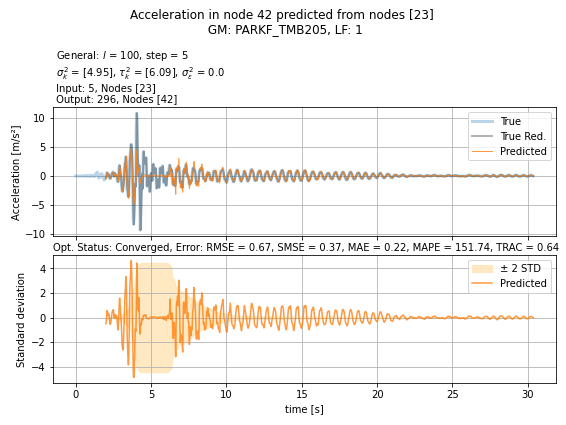 Acceleration in node 42 predicted from nodes [23]
GM: PARKF_TMB205, LF: 1
General: l = 100, step = 5
σ²ₖ = [4.95], τ²ₖ = [6.09], σ²ε = 0.0
Input: 5, Nodes [23]
Output: 296, Nodes [42]
Acceleration [m/s²]
10
5
0
−5
−10
True
True Red.
Predicted
Opt. Status: Converged, Error: RMSE = 0.67, SMSE = 0.37, MAE = 0.22, MAPE = 151.74, TRAC = 0.64
Standard deviation
4
2
0
−2
−4
± 2 STD
Predicted
0 5 10 15 20 25 30
time [s]